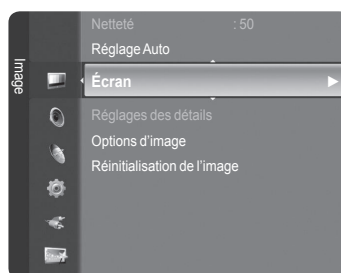 Image
Netteté : 50
Réglage Auto
Écran
Réglages des détails
Options d'image
Réinitialisation de l'image